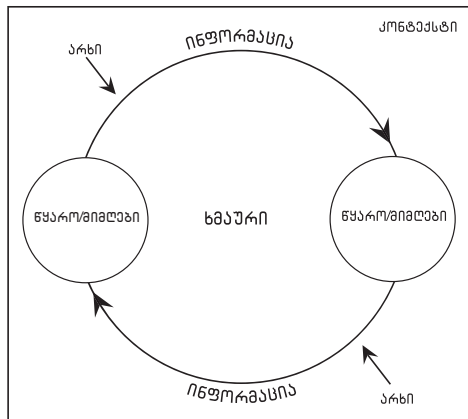 კონტექსტი
ინფორმაცია
არხი
წყარო/მიმღები
ხმაური
წყარო/მიმღები
ინფორმაცია
არხი